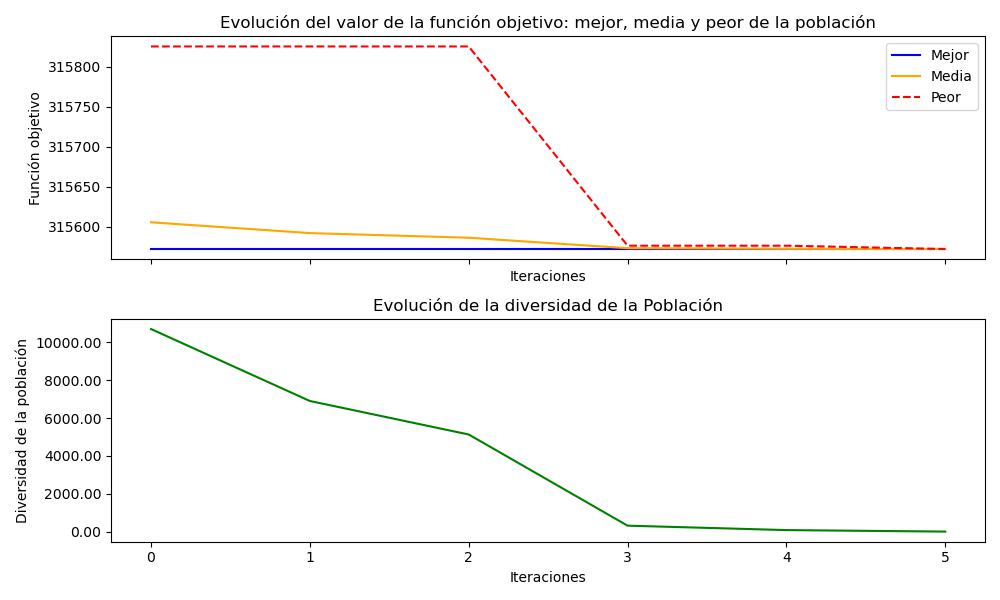 Evolución del valor de la función objetivo: mejor, media y peor de la población
Función objetivo
315800
315750
315700
315650
315600
Mejor
Media
Peor
Iteraciones
Evolución de la diversidad de la Población
Diversidad de la población
10000.00
8000.00
6000.00
4000.00
2000.00
0.00
0 1 2 3 4 5
Iteraciones